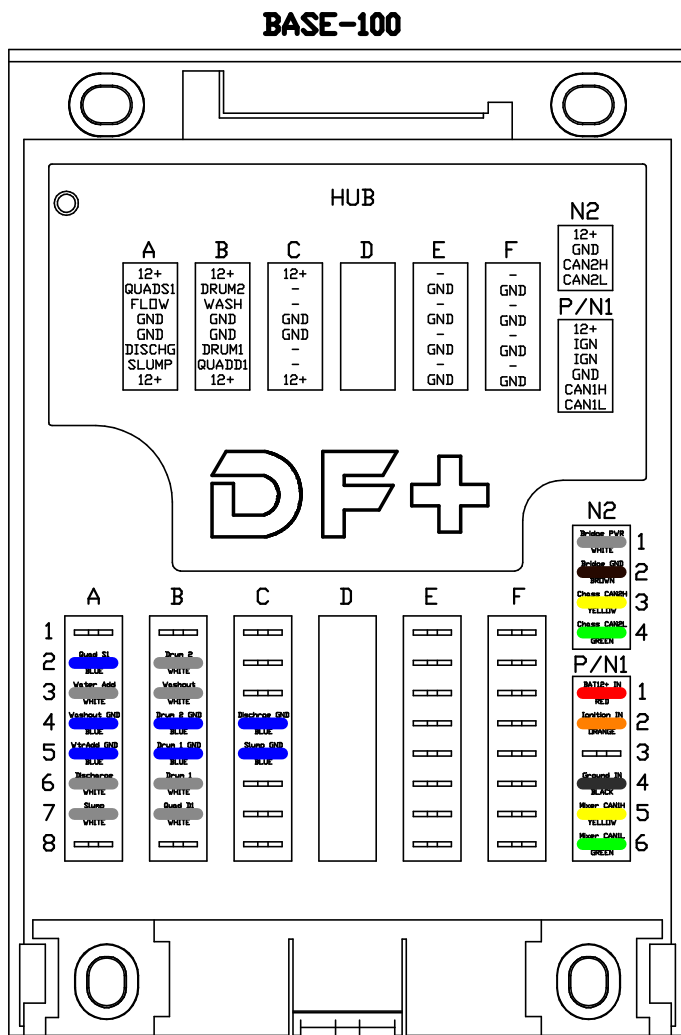 BASE-100
HUB
A B C D E F
12+
QUADS1
FLOW
GND
GND
DISCHG
SLUMP
12+
12+
DRUM2
WASH
GND
GND
DRUM1
QUADD1
12+
12+
-
-
GND
GND
-
-
12+
-
GND
-
GND
-
GND
-
GND
-
GND
-
GND
-
GND
-
GND
N2
12+
GND
CAN2H
CAN2L
P/N1
12+
IGN
IGN
GND
CAN1H
CAN1L
DF+
A B C D E F
1
2
3
4
5
6
7
8
Quad S1
BLUE
Water Add
WHITE
Washout GND
BLUE
WtrAdd GND
BLUE
Discharge
WHITE
Slump
WHITE
Drum 2
WHITE
Washout
WHITE
Drum 2 GND
BLUE
Drum 1 GND
BLUE
Drum 1
WHITE
Quad D1
WHITE
Dischrge GND
BLUE
Slump GND
BLUE
N2
Bridge PWR
WHITE
1
Bridge GND
BROWN
2
Chass CAN2H
YELLOW
3
Chass CAN2L
GREEN
4
P/N1
BAT12+ IN
RED
1
Ignition IN
ORANGE
2
3
Ground IN
BLACK
4
Mixer CAN1H
YELLOW
5
Mixer CAN1L
GREEN
6